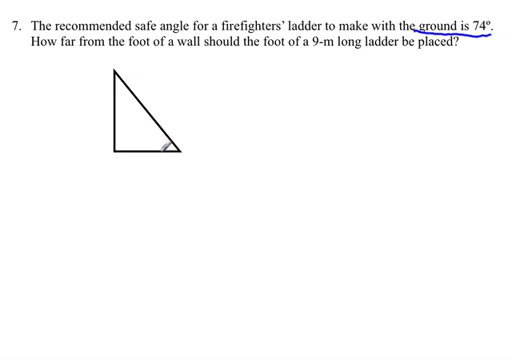 7. The recommended safe angle for a firefighters’ ladder to make with the ground is 74º.
How far from the foot of a wall should the foot of a 9-m long ladder be placed?